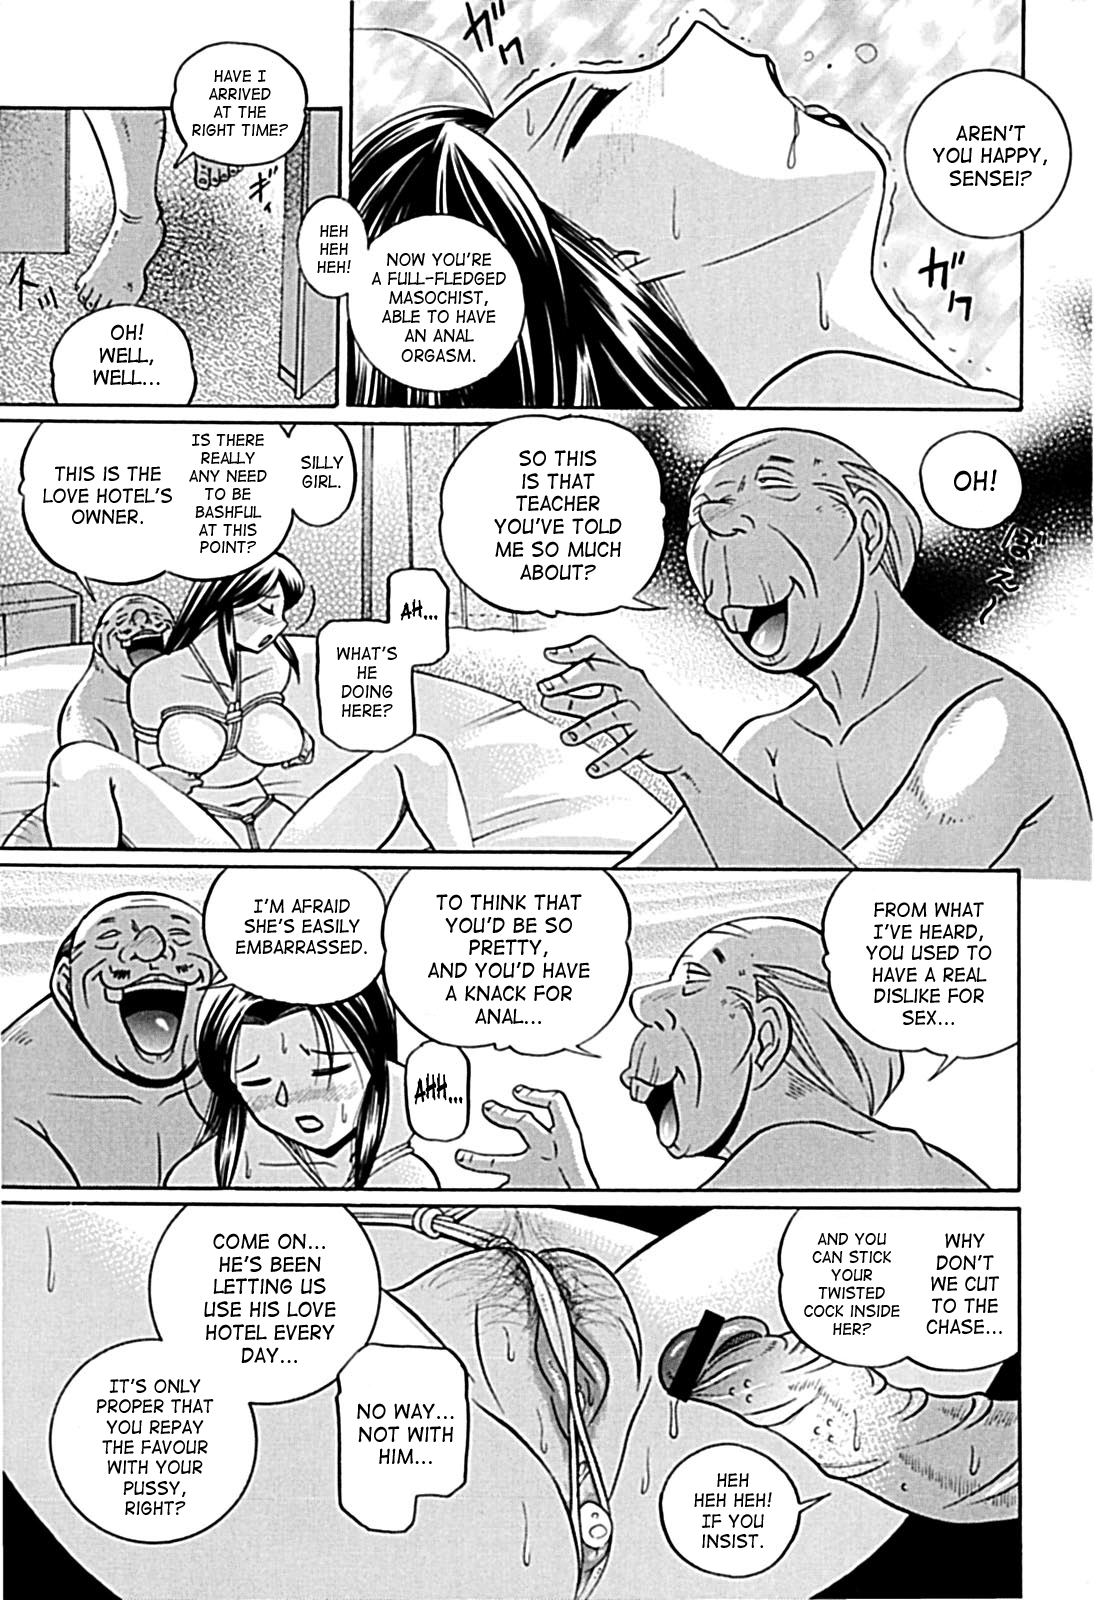 AREN'T
YOU HAPPY,
SENSEI?
NOW YOU'RE
A FULL-FLEDGED
MASOCHIST,
ABLE TO HAVE
AN ANAL
ORGASM.
HEH
HEH
HEH!
HAVE I
ARRIVED
AT THE
RIGHT TIME?
OH!
WELL,
WELL...
OH!
SO THIS
IS THAT
TEACHER
YOU'VE TOLD
ME SO MUCH
ABOUT?
AH...
WHAT'S
HE
DOING
HERE?
SILLY
GIRL.
IS THERE
REALLY
ANY NEED
TO BE
BASHFUL
AT THIS
POINT?
THIS IS THE
LOVE HOTEL'S
OWNER.
FROM WHAT
I'VE HEARD,
YOU USED TO
HAVE A REAL
DISLIKE FOR
SEX...
TO THINK THAT
YOU'D BE SO
PRETTY,
AND YOU'D HAVE
A KNACK FOR
ANAL...
AHH...
I'M AFRAID
SHE'S EASILY
EMBARRASSED.
WHY
DON'T
WE CUT
TO THE
CHASE...
AND YOU
CAN STICK
YOUR
TWISTED
COCK INSIDE
HER?
HEH
HEH HEH!
IF YOU
INSIST.
COME ON...
HE'S BEEN
LETTING US
USE HIS LOVE
HOTEL EVERY
DAY...
IT'S ONLY
PROPER THAT
YOU REPAY
THE FAVOUR
WITH YOUR
PUSSY,
RIGHT?
NO WAY...
NOT WITH
HIM...